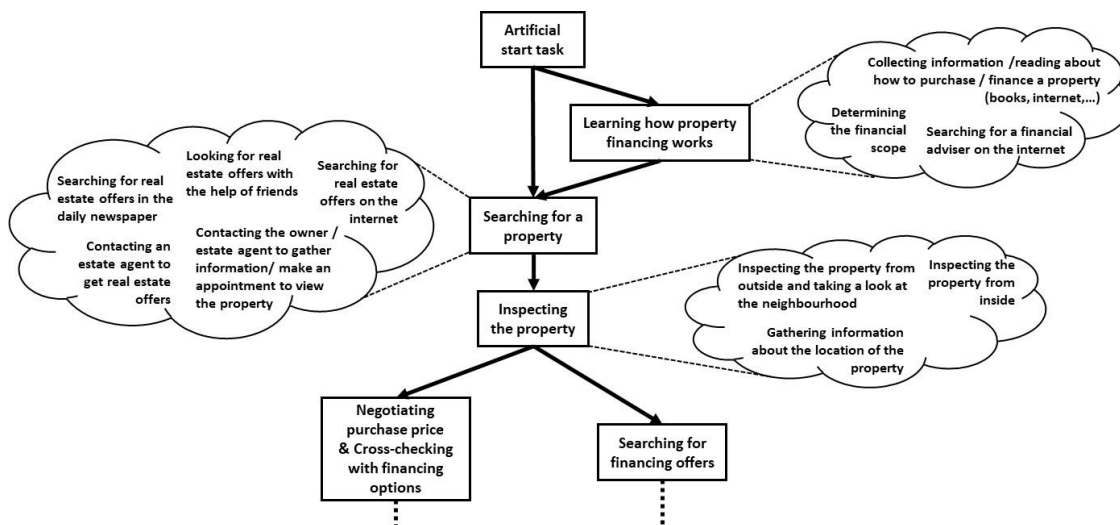 Artificial
start task
Collecting information /reading about
how to purchase / finance a property
(books, internet,...)
Determining
the financial
scope
Searching for a financial
adviser on the internet
Learning how property
financing works
Looking for real
estate offers with
the help of friends
Searching for
real estate
offers on the
internet
Searching for real
estate offers in the
daily newspaper
Contacting an
estate agent to
get real estate
offers
Contacting the owner /
estate agent to gather
information/ make an
appointment to view
the property
Searching for a
property
Inspecting the property from
outside and taking a look at
the neighbourhood
Inspecting the
property from
inside
Gathering information
about the location of the
property
Inspecting
the property
Negotiating
purchase price
& Cross-checking
with financing
options
Searching for
financing offers